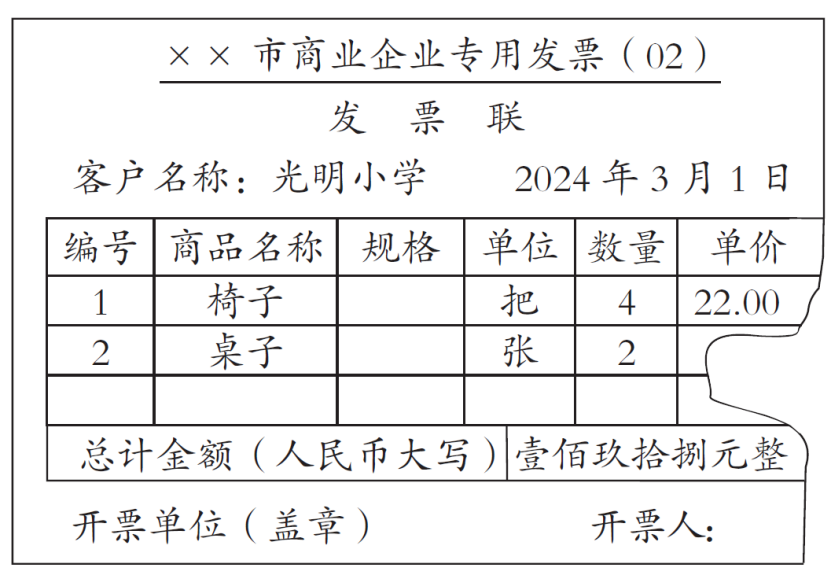 ×× 市商业企业专用发票（02）
发 票 联
客户名称：光明小学 2024 年 3 月 1 日
编号 商品名称 规格 单位 数量 单价
1 椅子 把 4 22.00
2 桌子 张 2
总计金额（人民币大写） 壹佰玖拾捌元整
开票单位（盖章） 开票人：